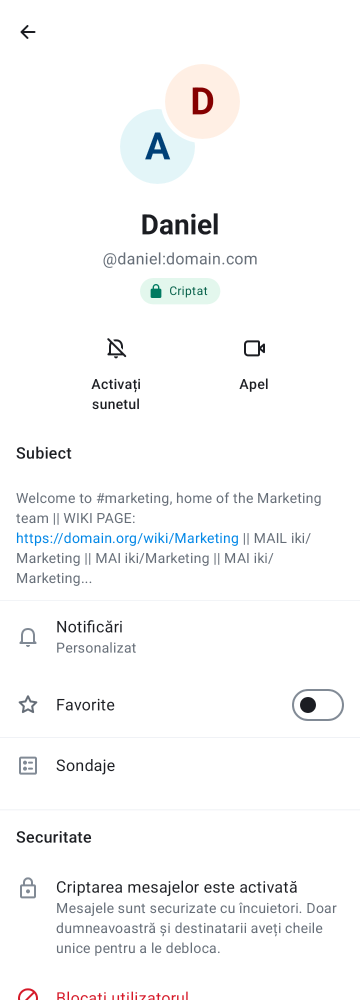 D
A
Daniel
@daniel:domain.com
Criptat
Activați
sunetul
Apel
Subiect
Welcome to #marketing, home of the Marketing
team || WIKI PAGE:
https://domain.org/wiki/Marketing || MAIL iki/
Marketing || MAI iki/Marketing || MAI iki/
Marketing...
Notificări
Personalizat
Favorite
Sondaje
Securitate
Criptarea mesajelor este activată
Mesajele sunt securizate cu încuietori. Doar
dumneavoastră și destinatarii aveți cheile
unice pentru a le debloca.
Blocați utilizatorul